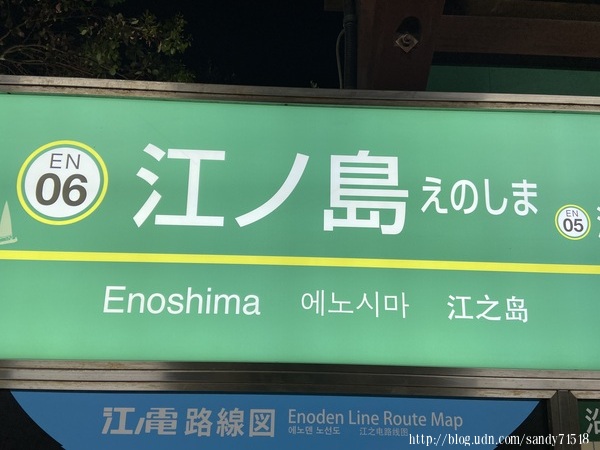 EN
06
江ノ島 えのしま
EN
05
Enoshima 에노시마 江之岛
江ノ電 路線図 Enoden Line Route Map
에노덴 노선도 江之电路线图
http://blog.udn.com/sandy71518